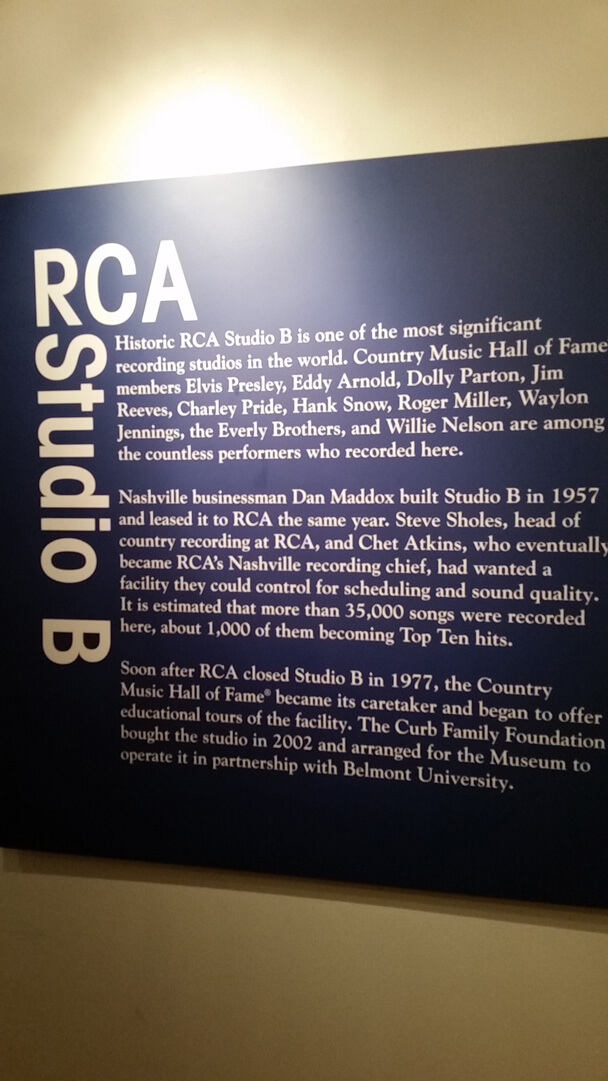 RCA
Studio B
Historic RCA Studio B is one of the most significant
recording studios in the world. Country Music Hall of Fame
members Elvis Presley, Eddy Arnold, Dolly Parton, Jim
Reeves, Charley Pride, Hank Snow, Roger Miller, Waylon
Jennings, the Everly Brothers, and Willie Nelson are among
the countless performers who recorded here.
Nashville businessman Dan Maddox built Studio B in 1957
and leased it to RCA the same year. Steve Sholes, head of
country recording at RCA, and Chet Atkins, who eventually
became RCA's Nashville recording chief, had wanted a
facility they could control for scheduling and sound quality.
It is estimated that more than 35,000 songs were recorded
here, about 1,000 of them becoming Top Ten hits.
Soon after RCA closed Studio B in 1977, the Country
Music Hall of Fame® became its caretaker and began to offer
educational tours of the facility. The Curb Family Foundation
bought the studio in 2002 and arranged for the Museum to
operate it in partnership with Belmont University.